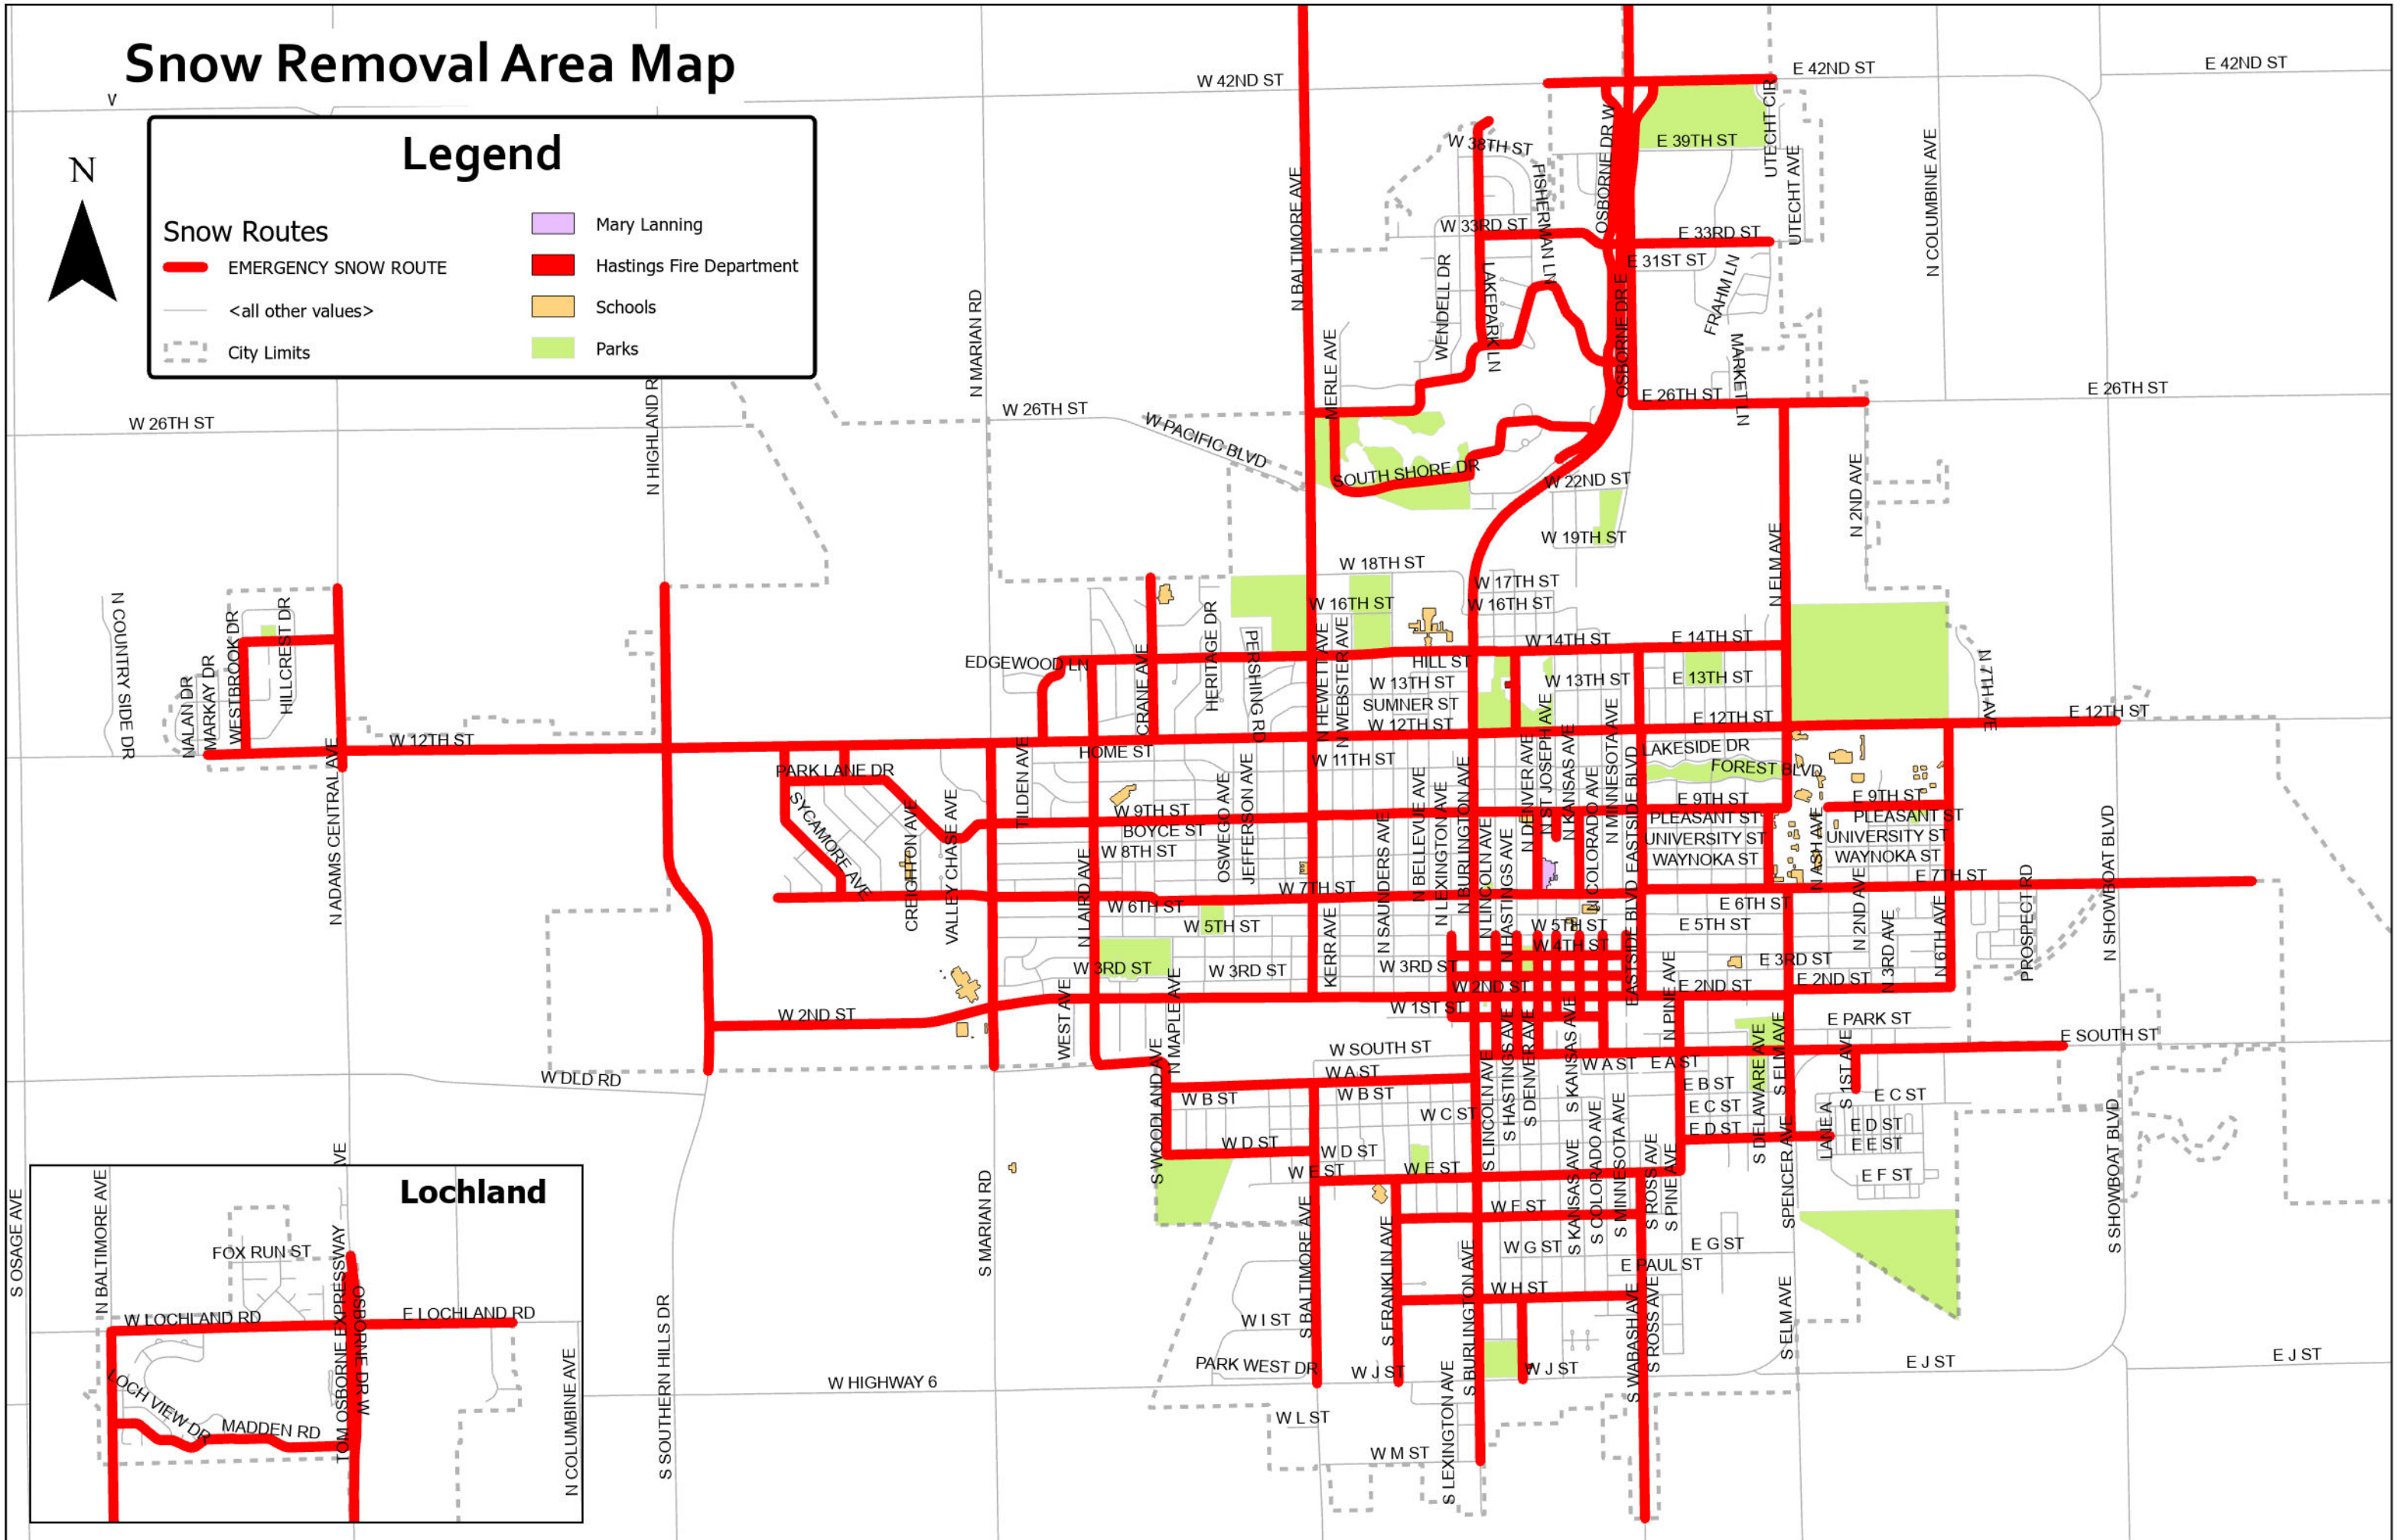 Snow Removal Area Map
Legend
N
Snow Routes
EMERGENCY SNOW ROUTE
<all other values>
City Limits
Mary Lanning
Hastings Fire Department
Schools
Parks
W 42ND ST
E 42ND ST
E 42ND ST
W 38TH ST
E 39TH ST
UTECHT CIR
UTECHT AVE
OSBORNE DR W
FISHERMAN LN
N COLUMBINE AVE
N BALTIMORE AVE
W 33RD ST
E 33RD ST
E 31ST ST
WENDELL DR
LAKEPARK LN
FRAHM LN
OSBORNE DR E
MARKET LN
N MARIAN RD
MERLE AVE
W 26TH ST
W 26TH ST
E 26TH ST
E 26TH ST
N HIGHLAND R
W PACIFIC BLVD
SOUTH SHORE DR
W 22ND ST
N 2ND AVE
W 19TH ST
N ELM AVE
W 18TH ST
W 17TH ST
W 16TH ST
W 16TH ST
N COUNTRY SIDE DR
NALAN DR
MARKAY DR
WESTBROOK DR
HILLCREST DR
EDGEWOOD LN
CRANE AVE
HERITAGE DR
PERSHING RD
N HEWETT AVE
N WEBSTER AVE
W 14TH ST
E 14TH ST
HILL ST
W 13TH ST
W 13TH ST
E 13TH ST
SUMNER ST
W 12TH ST
W 12TH ST
E 12TH ST
E 12TH ST
N 7TH AVE
HOME ST
W 11TH ST
LAKESIDE DR
FOREST BLVD
N ADAMS CENTRAL AVE
PARK LANE DR
SYCAMORE AVE
CREIGHTON AVE
VALLEY CHASE AVE
TILDEN AVE
N LAIRD AVE
W 9TH ST
BOYCE ST
W 8TH ST
OSWEGO AVE
JEFFERSON AVE
W 7TH ST
W 6TH ST
W 5TH ST
KERR AVE
N SAUNDERS AVE
N BELLEVUE AVE
N LEXINGTON AVE
N BURLINGTON AVE
N LINCOLN AVE
N HASTINGS AVE
N DENVER AVE
N ST JOSEPH AVE
N KANSAS AVE
N COLORADO AVE
N MINNESOTA AVE
EASTSIDE BLVD
EASTSIDE BLVD
E 9TH ST
PLEASANT ST
UNIVERSITY ST
WAYNOKA ST
N ASH AVE
E 9TH ST
PLEASANT ST
UNIVERSITY ST
WAYNOKA ST
E 7TH ST
E 6TH ST
E 5TH ST
N 2ND AVE
N 3RD AVE
N 6TH AVE
PROSPECT RD
N SHOWBOAT BLVD
W 5TH ST
W 4TH ST
W 3RD ST
W 3RD ST
W 3RD ST
E 3RD ST
W 2ND ST
W 2ND ST
E 2ND ST
E 2ND ST
W 1ST ST
WEST AVE
N MAPLE AVE
N PINE AVE
E PARK ST
E SOUTH ST
W SOUTH ST
W DLD RD
W A ST
W A ST
E A ST
W B ST
W B ST
E B ST
W C ST
E C ST
E C ST
W D ST
W D ST
E D ST
E D ST
E E ST
W E ST
W E ST
E F ST
S WOODLAND AVE
S LINCOLN AVE
S HASTINGS AVE
S DENVER AVE
S KANSAS AVE
S KANSAS AVE
S COLORADO AVE
S MINNESOTA AVE
S ROSS AVE
S PINE AVE
S DELAWARE AVE
S ELM AVE
SPENCER AVE
LANE A
S 1ST AVE
S SHOWBOAT BLVD
W F ST
W G ST
E G ST
E PAUL ST
W H ST
W I ST
S BALTIMORE AVE
S FRANKLIN AVE
S BURLINGTON AVE
S WABASH AVE
S ROSS AVE
S ELM AVE
PARK WEST DR
W J ST
W J ST
E J ST
E J ST
W HIGHWAY 6
W L ST
W M ST
S LEXINGTON AVE
S MARIAN RD
S SOUTHERN HILLS DR
S OSAGE AVE
Lochland
N BALTIMORE AVE
FOX RUN ST
W LOCHLAND RD
E LOCHLAND RD
TOM OSBORNE EXPRESSWAY
OSBORNE DR W
LOCH VIEW DR
MADDEN RD
N COLUMBINE AVE